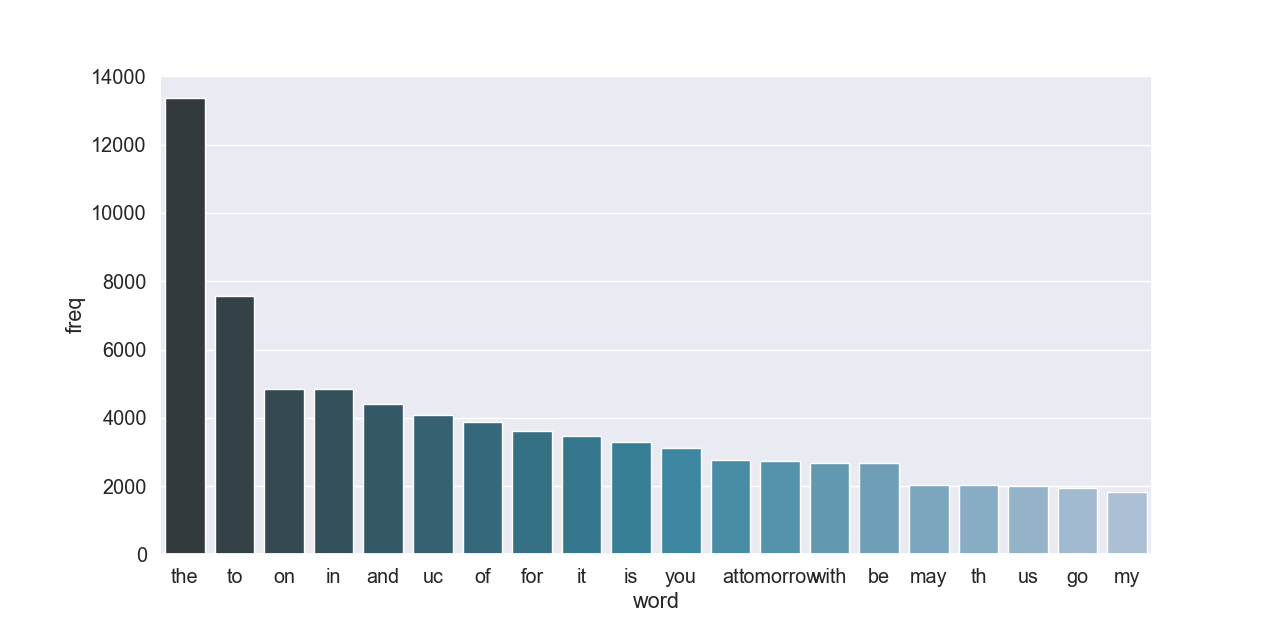 14000
12000
10000
8000
6000
4000
2000
0
freq
the to on in and uc of for it is you at tomorrow with be may th us go my
word